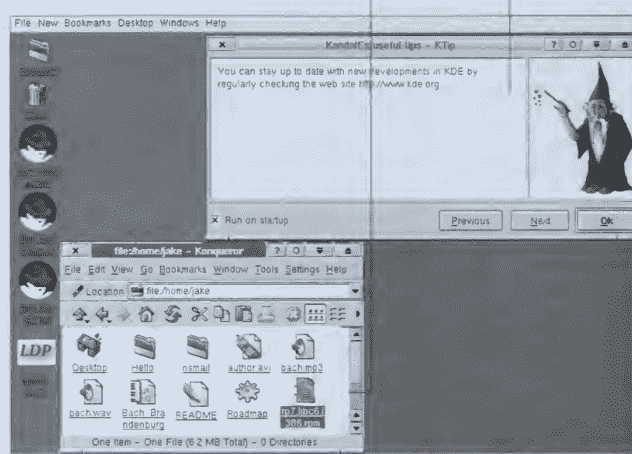 File New Bookmarks Desktop Windows Help
Kandalf's useful tips - KTip
You can stay up to date with new developments in KDE by
regularly checking the web site http://www.kde.org
Run on startup
Previous Next Ok
file:/home/jake - Konqueror
File Edit View Go Bookmarks Window Tools Settings Help
Location file:/home/jake
LDP
Desktop Hello nsmail author.avi bach.mp3
bach.wav Bach_Bra README Roadmap rp7.libc6.i
ndenburg 386.rpm
One Item - One File (6.2 MB Total) - 0 Directories